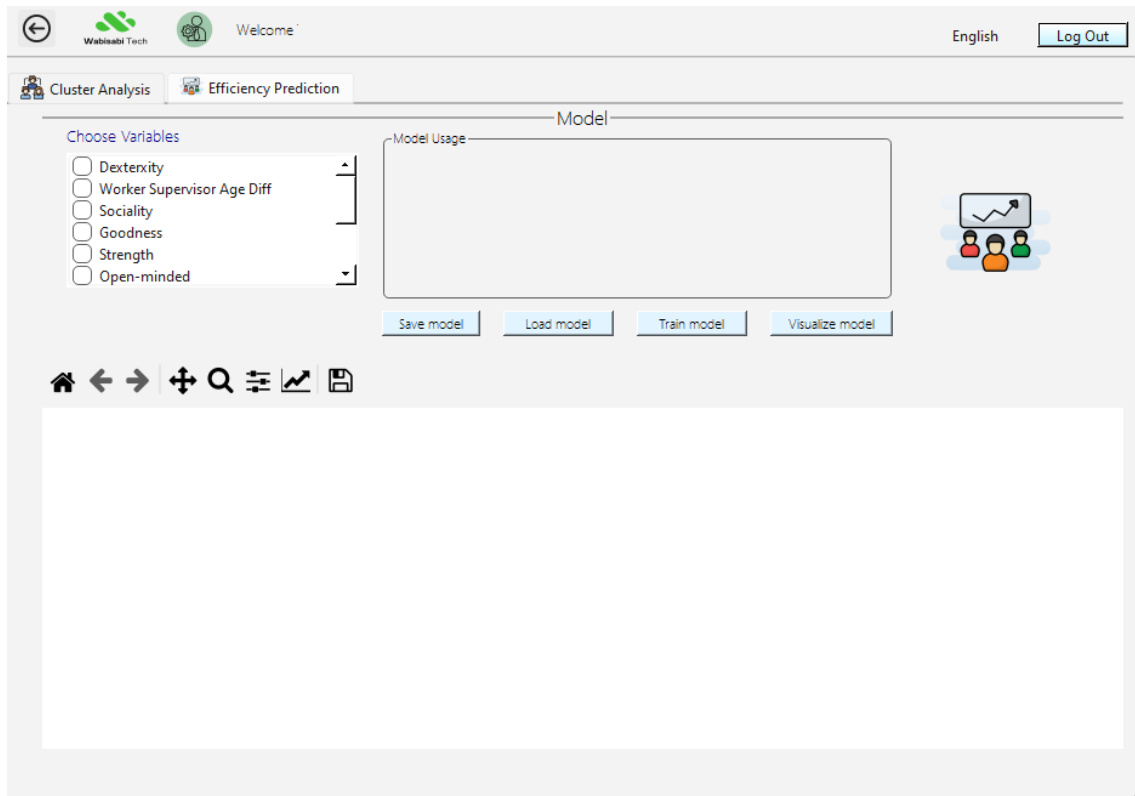 Wabisabi Tech
Welcome
English
Log Out
Cluster Analysis
Efficiency Prediction
Model
Choose Variables
Model Usage
Dexterxity
Worker Supervisor Age Diff
Sociality
Goodness
Strength
Open-minded
Save model
Load model
Train model
Visualize model